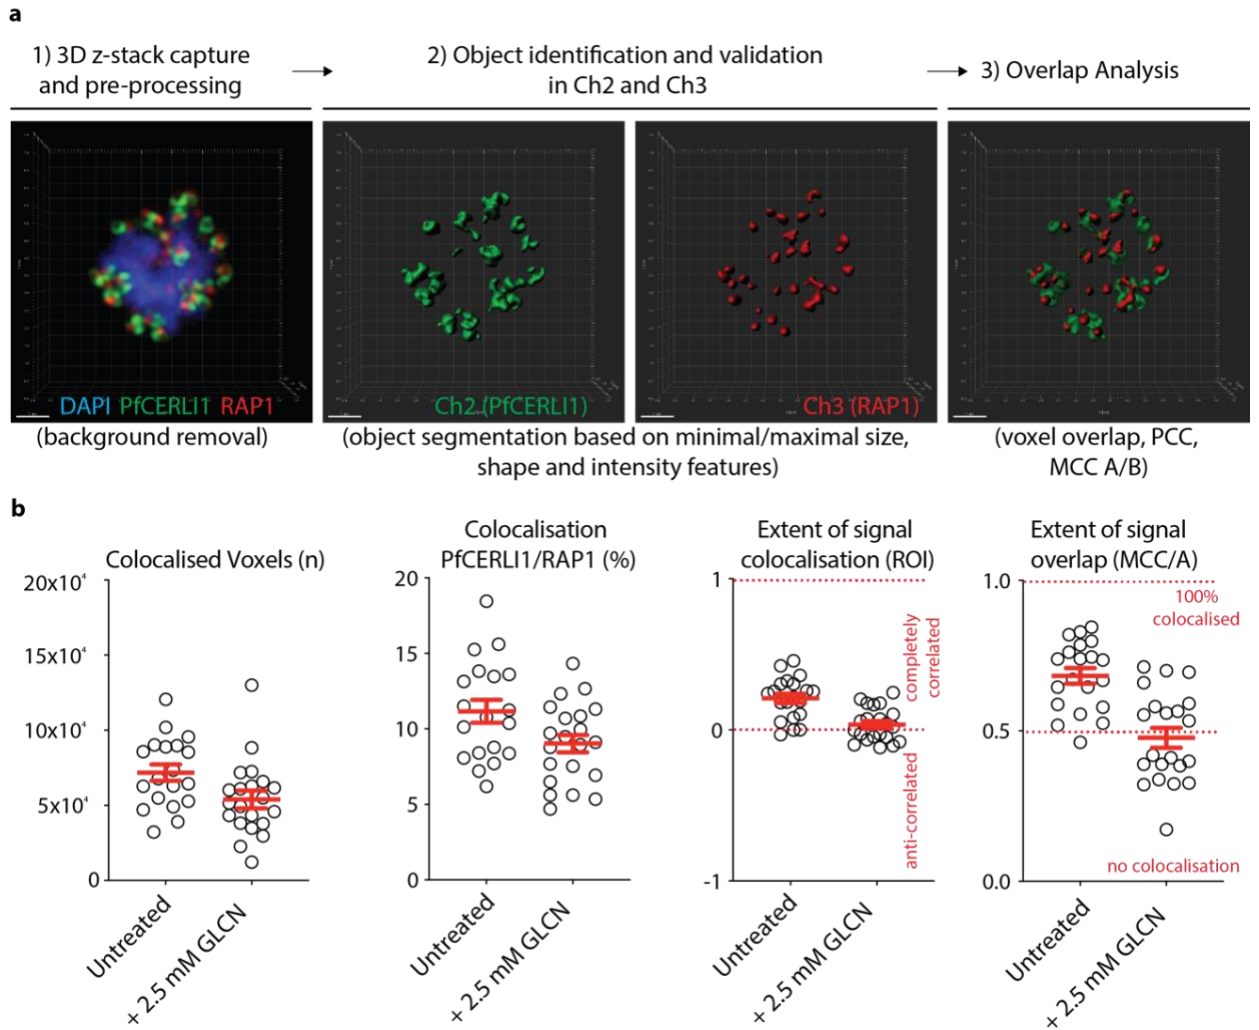 a
1) 3D z-stack capture
and pre-processing
2) Object identification and validation
in Ch2 and Ch3
3) Overlap Analysis
DAPI PfCERLI1 RAP1
Ch2 (PfCERLI1)
Ch3 (RAP1)
(background removal)
(object segmentation based on minimal/maximal size,
shape and intensity features)
(voxel overlap, PCC,
MCC A/B)
b
Colocalised Voxels (n)
20x10⁴
15x10⁴
10x10⁴
5x10⁴
0
Untreated
+ 2.5 mM GLCN
Colocalisation
PfCERLI1/RAP1 (%)
20
15
10
5
0
Untreated
+ 2.5 mM GLCN
Extent of signal
colocalisation (ROI)
1
0
-1
completely
correlated
anti-correlated
Untreated
+ 2.5 mM GLCN
Extent of signal
overlap (MCC/A)
1.0
0.5
0.0
100%
colocalised
no colocalisation
Untreated
+ 2.5 mM GLCN